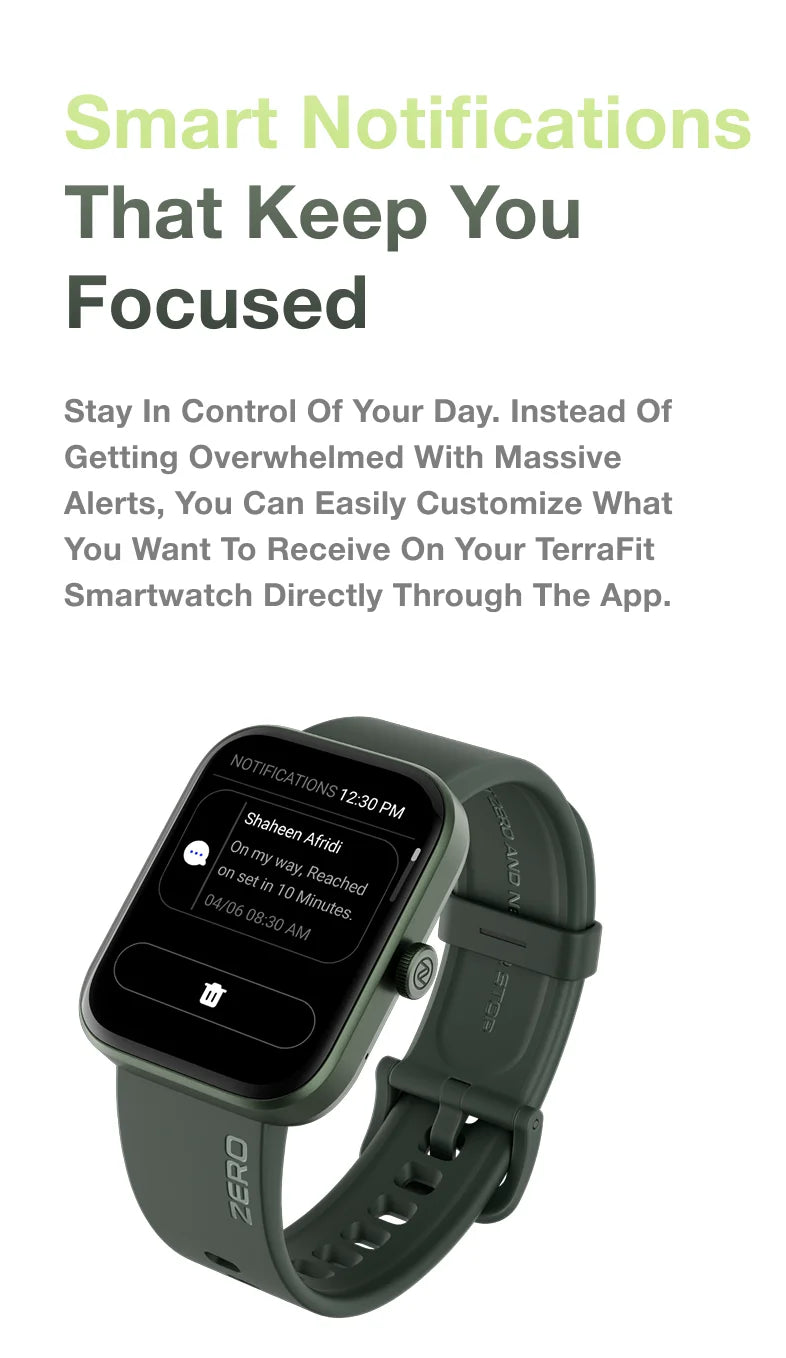 Smart Notifications
That Keep You
Focused
Stay In Control Of Your Day. Instead Of
Getting Overwhelmed With Massive
Alerts, You Can Easily Customize What
You Want To Receive On Your TerraFit
Smartwatch Directly Through The App.
NOTIFICATIONS 12:30 PM
Shaheen Afridi
On my way, Reached
on set in 10 Minutes.
04/06 08:30 AM
ZERO AND
STOP
ZERO